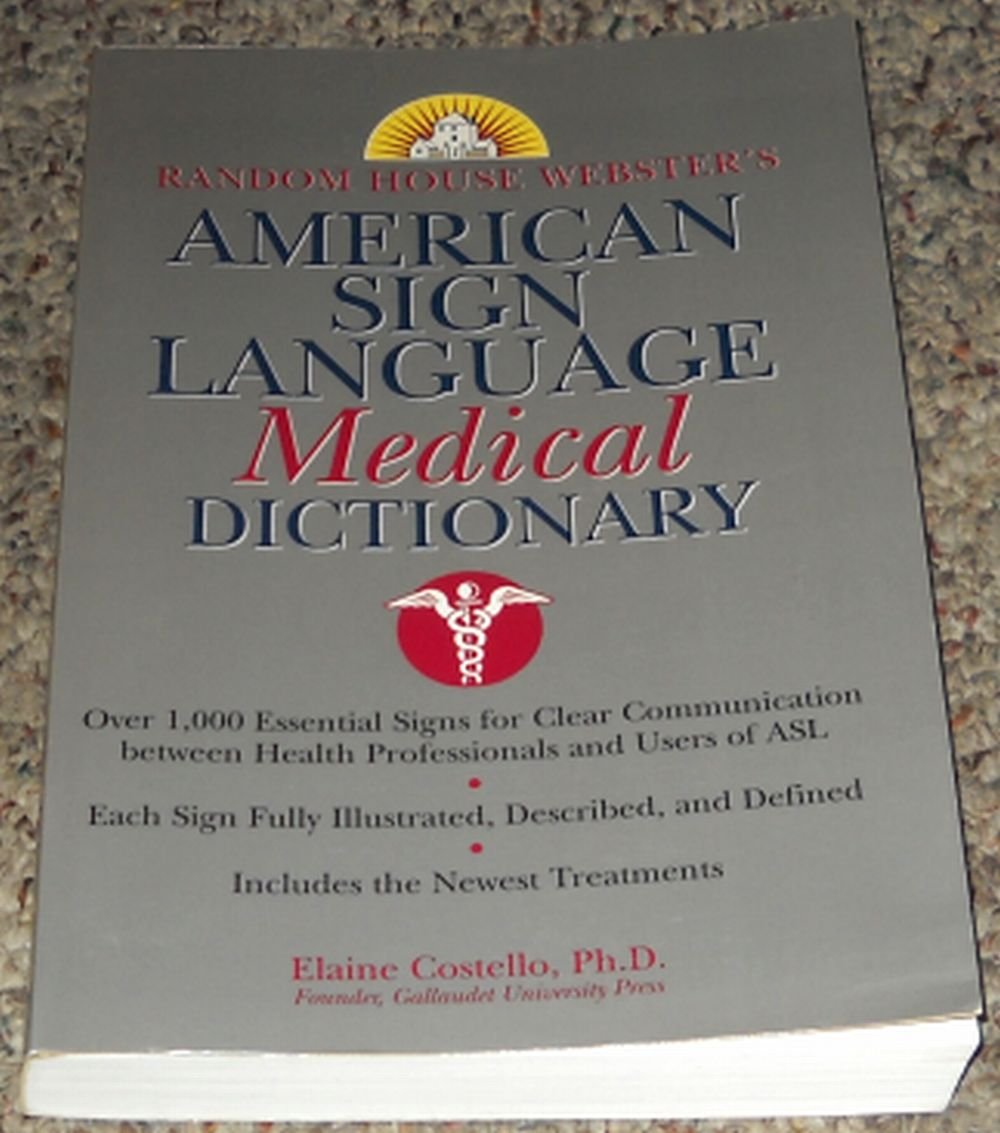 RANDOM HOUSE WEBSTER'S
AMERICAN
SIGN
LANGUAGE
Medical
DICTIONARY
Over 1,000 Essential Signs for Clear Communication
between Health Professionals and Users of ASL
•
Each Sign Fully Illustrated, Described, and Defined
•
Includes the Newest Treatments
Elaine Costello, Ph.D.
Founder, Gallaudet University Press